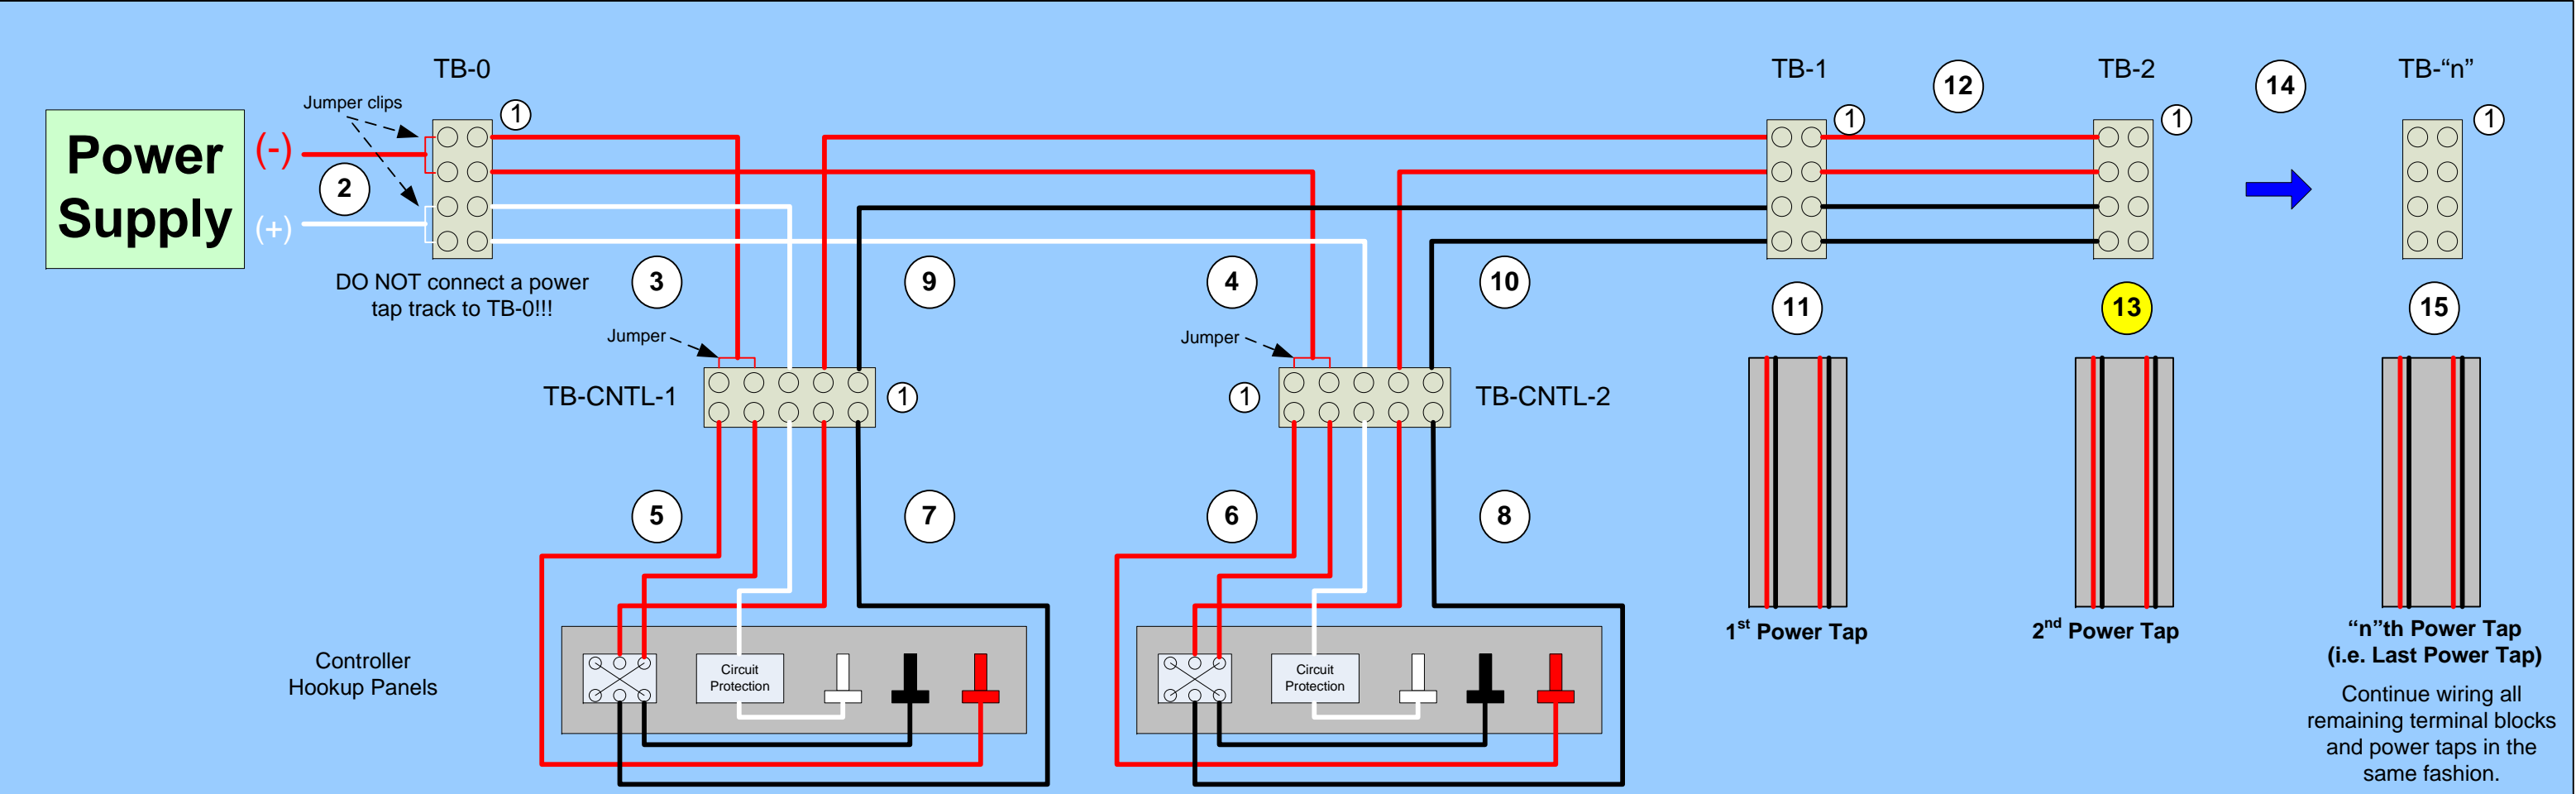 TB-0
TB-1
12
TB-2
14
TB-“n”
Jumper clips
1
1
1
1
Power
Supply
(-)
(+)
2
DO NOT connect a power
tap track to TB-0!!!
3
9
4
10
11
13
15
Jumper
Jumper
TB-CNTL-1
1
1
TB-CNTL-2
5
7
6
8
1st Power Tap
2nd Power Tap
“n”th Power Tap
(i.e. Last Power Tap)
Continue wiring all
remaining terminal blocks
and power taps in the
same fashion.
Controller
Hookup Panels
Circuit
Protection
Circuit
Protection